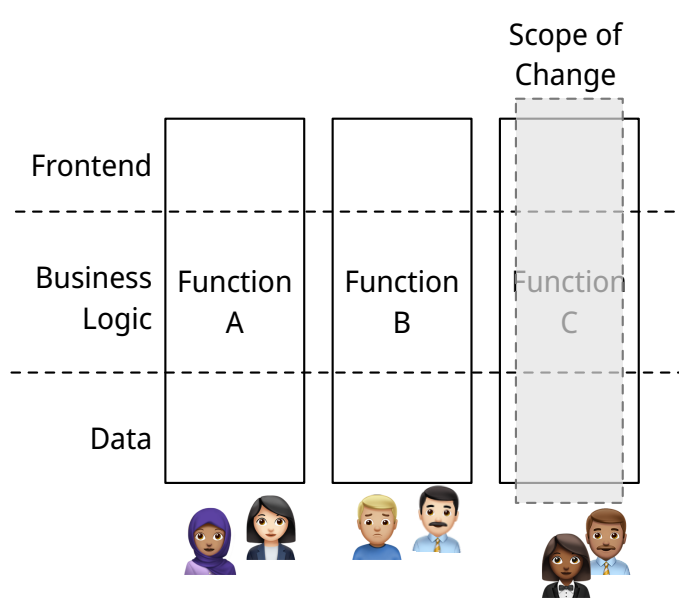 Scope of
Change
Frontend
Business
Logic
Function
A
Function
B
Function
C
Data